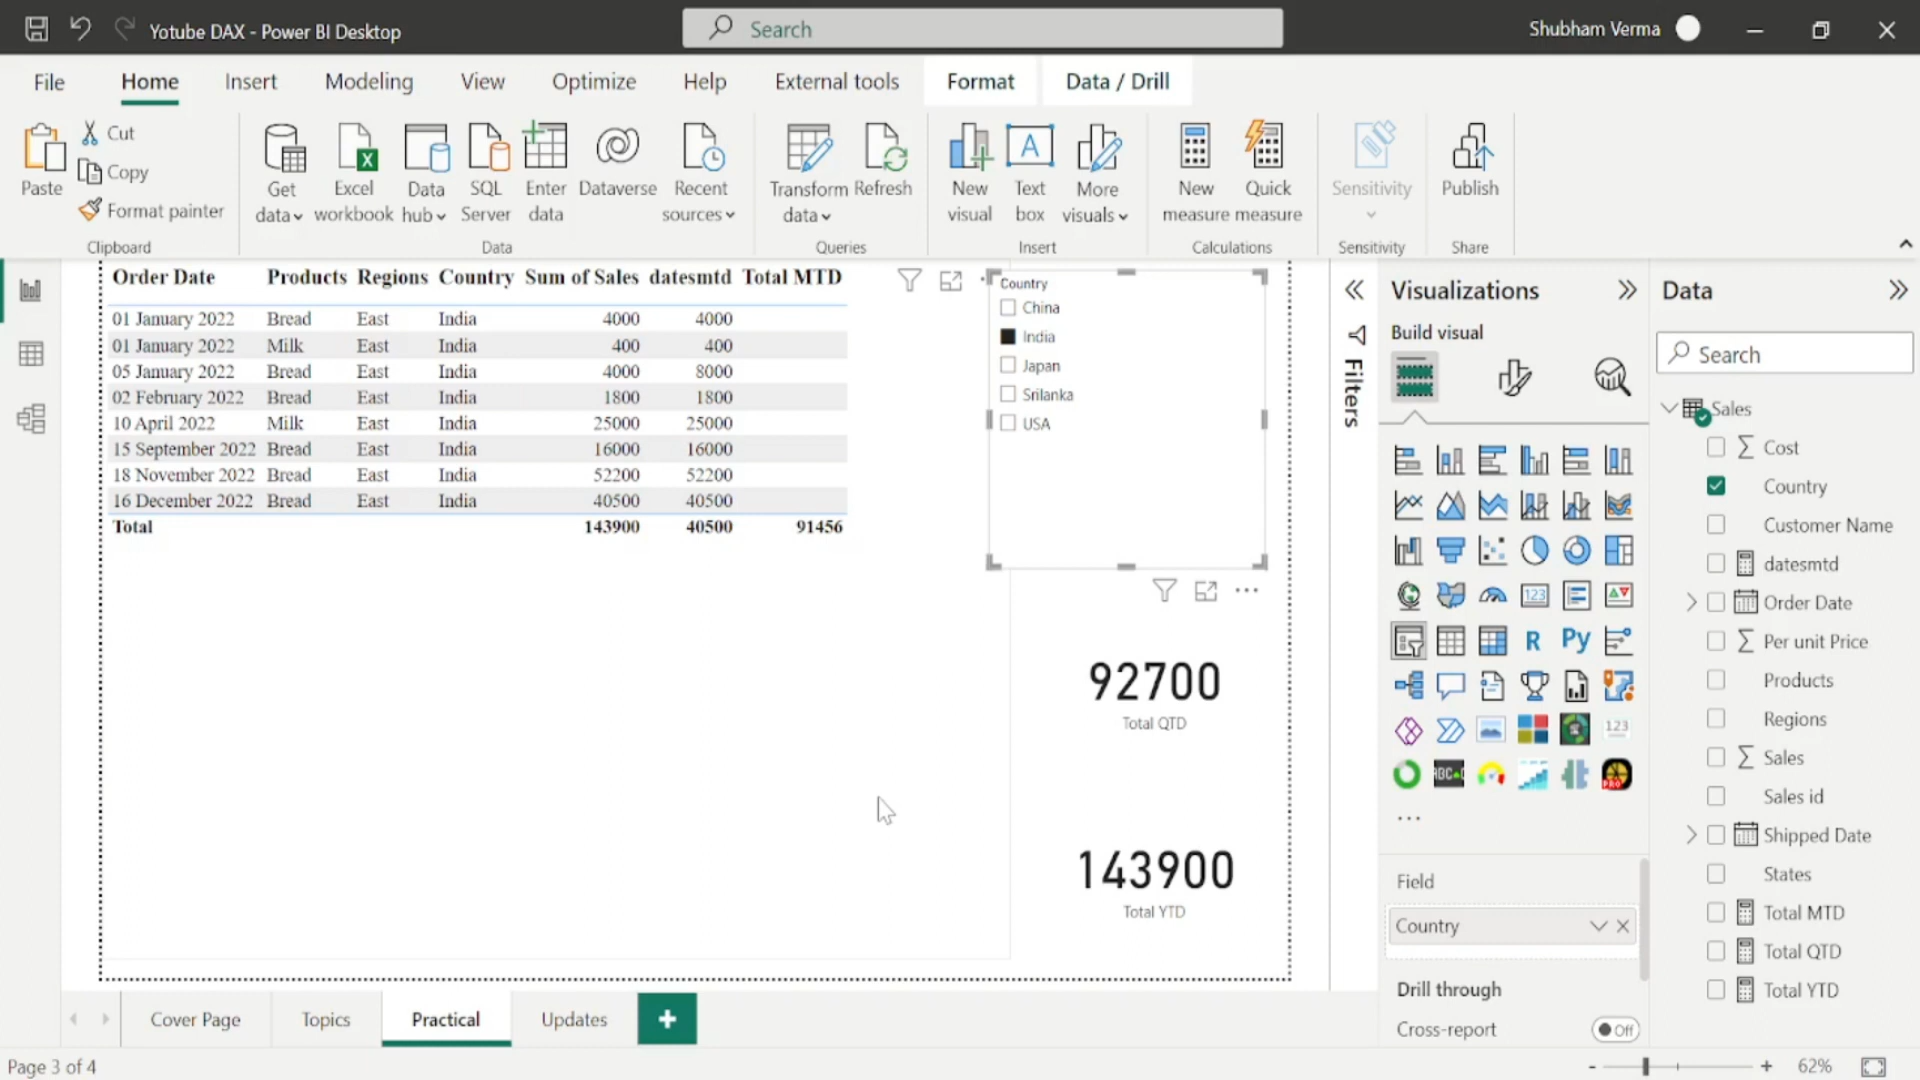 Yotube DAX - Power BI Desktop
Search
Shubham Verma
File Home Insert Modeling View Optimize Help External tools Format Data / Drill
Paste
Cut
Copy
Format painter
Clipboard
Get data
Excel workbook
Data hub
SQL Server
Enter data
Dataverse
Recent sources
Data
Transform data
Refresh
Queries
New visual
Text box
More visuals
Insert
New measure
Quick measure
Calculations
Sensitivity
Sensitivity
Publish
Share
Order Date Products Regions Country Sum of Sales datesmtd Total MTD
01 January 2022 Bread East India 4000 4000
01 January 2022 Milk East India 400 400
05 January 2022 Bread East India 4000 8000
02 February 2022 Bread East India 1800 1800
10 April 2022 Milk East India 25000 25000
15 September 2022 Bread East India 16000 16000
18 November 2022 Bread East India 52200 52200
16 December 2022 Bread East India 40500 40500
Total 143900 40500 91456
Country
China
India
Japan
Srilanka
USA
92700
Total QTD
143900
Total YTD
Filters
Visualizations
Build visual
123
R
Py
123
PRO
Field
Country
Drill through
Cross-report
Off
Data
Search
Sales
Cost
Country
Customer Name
datesmtd
Order Date
Per unit Price
Products
Regions
Sales
Sales id
Shipped Date
States
Total MTD
Total QTD
Total YTD
Cover Page Topics Practical Updates +
Page 3 of 4
- + 62%